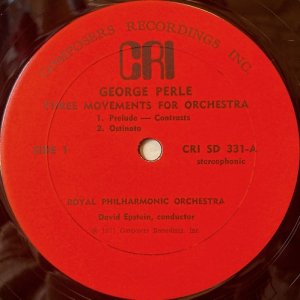 COMPOSERS RECORDINGS INC.
CRI
GEORGE PERLE
THREE MOVEMENTS FOR ORCHESTRA
1. Prelude — Contrasts
2. Ostinato
SIDE 1
CRI SD 331-A
stereophonic
ROYAL PHILHARMONIC ORCHESTRA
David Epstein, conductor
Composers Recordings, Inc.